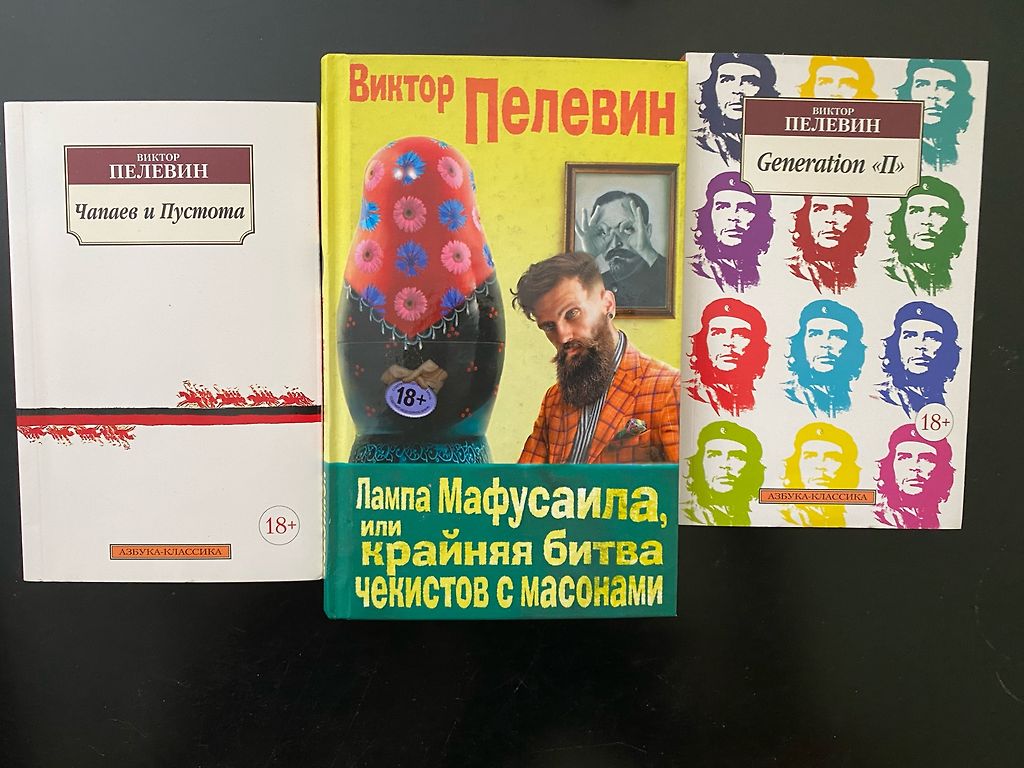 ВИКТОР
ПЕЛЕВИН
Чапаев и Пустота
18+
АЗБУКА-КЛАССИКА
Виктор Пелевин
18+
Лампа Мафусаила,
или
крайняя битва
чекистов с масонами
ВИКТОР
ПЕЛЕВИН
Generation «П»
18+
АЗБУКА-КЛАССИКА